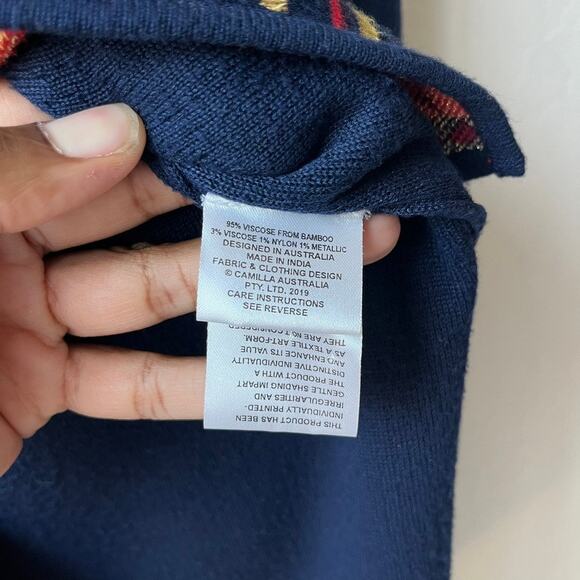 95% VISCOSE FROM BAMBOO
3% VISCOSE 1% NYLON 1% METALLIC
DESIGNED IN AUSTRALIA
MADE IN INDIA
FABRIC & CLOTHING DESIGN
© CAMILLA AUSTRALIA
PTY. LTD. 2019
CARE INSTRUCTIONS
SEE REVERSE
THIS PRODUCT HAS BEEN
INDIVIDUALLY PRINTED-
IRREGULARITIES AND
GENTLE SHADING IMPART
THE PRODUCT WITH A
DISTINCTIVE INDIVIDUALITY
AND ENHANCE ITS VALUE
AS A TEXTILE ART-FORM.
THEY ARE NOT CONSIDERED